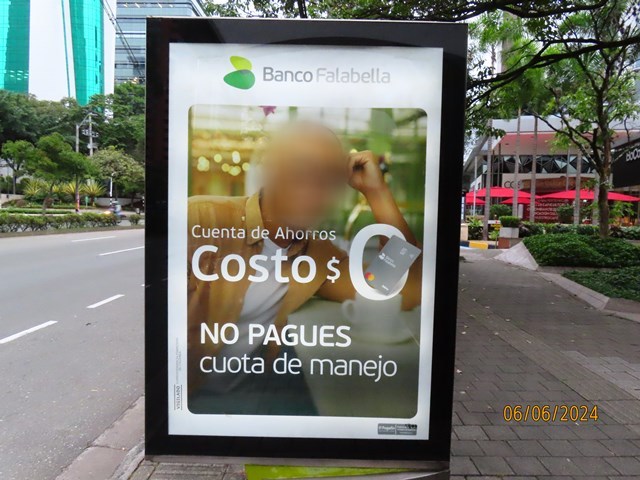 Banco Falabella
Cuenta de Ahorros
Costo $0
NO PAGUES
cuota de manejo
06/06/2024